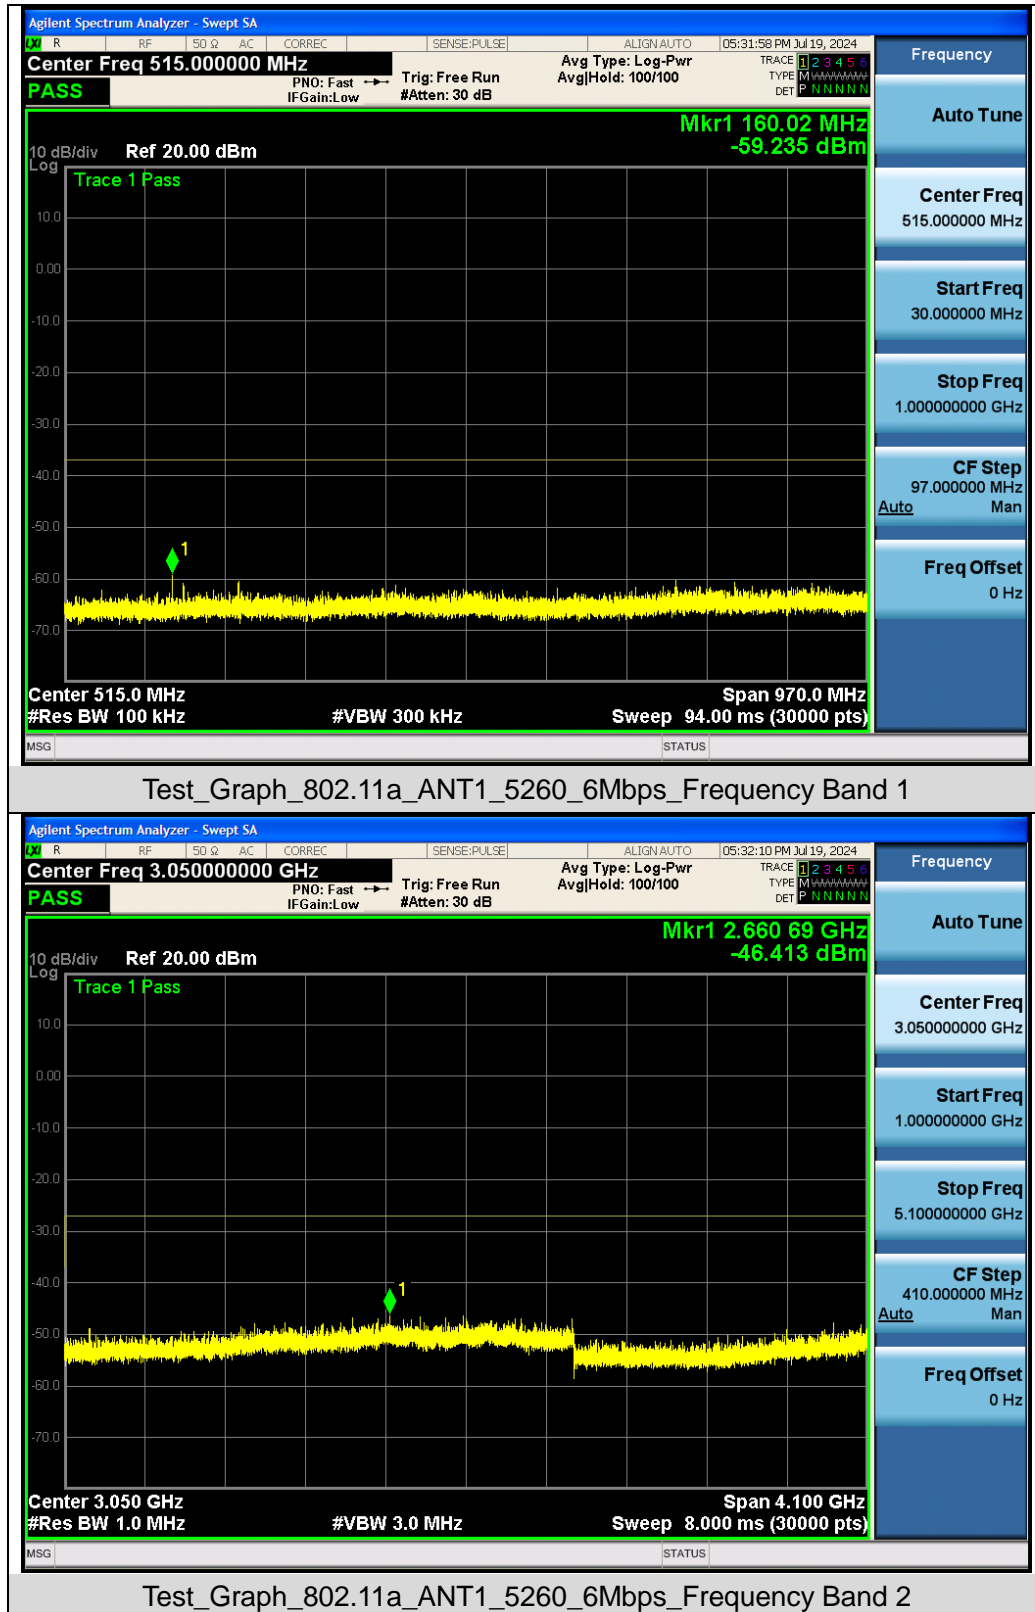 Agilent Spectrum Analyzer - Swept SA
LXI R RF 50 Ω AC CORREC SENSE:PULSE ALIGN AUTO 05:31:58 PM Jul 19, 2024
Center Freq 515.000000 MHz
PNO: Fast
IFGain:Low
Trig: Free Run
#Atten: 30 dB
Avg Type: Log-Pwr
Avg|Hold: 100/100
TRACE 1 2 3 4 5 6
TYPE M WWWWW
DET P N N N N N
PASS
Mkr1 160.02 MHz
-59.235 dBm
10 dB/div Ref 20.00 dBm
Log
Trace 1 Pass
10.0
0.00
-10.0
-20.0
-30.0
-40.0
-50.0
1
-60.0
-70.0
Center 515.0 MHz Span 970.0 MHz
#Res BW 100 kHz #VBW 300 kHz Sweep 94.00 ms (30000 pts)
MSG STATUS
Frequency
Auto Tune
Center Freq
515.000000 MHz
Start Freq
30.000000 MHz
Stop Freq
1.000000000 GHz
CF Step
97.000000 MHz
Auto Man
Freq Offset
0 Hz
Test_Graph_802.11a_ANT1_5260_6Mbps_Frequency Band 1
Agilent Spectrum Analyzer - Swept SA
LXI R RF 50 Ω AC CORREC SENSE:PULSE ALIGN AUTO 05:32:10 PM Jul 19, 2024
Center Freq 3.050000000 GHz
PNO: Fast
IFGain:Low
Trig: Free Run
#Atten: 30 dB
Avg Type: Log-Pwr
Avg|Hold: 100/100
TRACE 1 2 3 4 5 6
TYPE M WWWWW
DET P N N N N N
PASS
Mkr1 2.660 69 GHz
-46.413 dBm
10 dB/div Ref 20.00 dBm
Log
Trace 1 Pass
10.0
0.00
-10.0
-20.0
-30.0
-40.0
1
-50.0
-60.0
-70.0
Center 3.050 GHz Span 4.100 GHz
#Res BW 1.0 MHz #VBW 3.0 MHz Sweep 8.000 ms (30000 pts)
MSG STATUS
Frequency
Auto Tune
Center Freq
3.050000000 GHz
Start Freq
1.000000000 GHz
Stop Freq
5.100000000 GHz
CF Step
410.000000 MHz
Auto Man
Freq Offset
0 Hz
Test_Graph_802.11a_ANT1_5260_6Mbps_Frequency Band 2